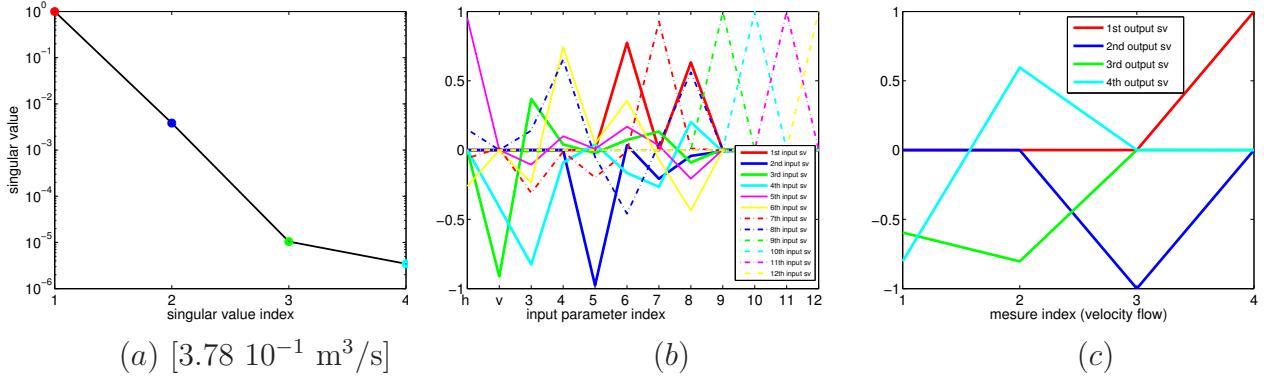 10^0
10^{-1}
10^{-2}
10^{-3}
10^{-4}
10^{-5}
10^{-6}
singular value
1 2 3 4
singular value index
(a) [3.78 10^{-1} m^3/s]
1
0.5
0
−0.5
−1
h v 3 4 5 6 7 8 9 10 11 12
input parameter index
1st input sv
2nd input sv
3rd input sv
4th input sv
5th input sv
6th input sv
7th input sv
8th input sv
9th input sv
10th input sv
11th input sv
12th input sv
(b)
1
0.5
0
−0.5
−1
1 2 3 4
mesure index (velocity flow)
1st output sv
2nd output sv
3rd output sv
4th output sv
(c)